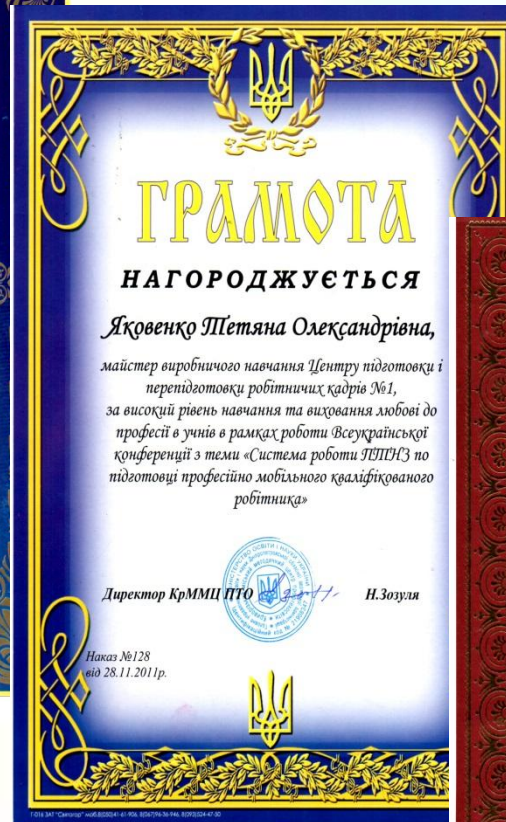 ГРАМОТА
НАГОРОДЖУЄТЬСЯ
Яковенко Тетяна Олександрівна,
майстер виробничого навчання Центру підготовки і
перепідготовки робітничих кадрів №1,
за високий рівень навчання та виховання любові до
професії в учнів в рамках роботи Всеукраїнської
конференції з теми «Система роботи ПТНЗ по
підготовці професійно мобільного кваліфікованого
робітника»
Директор КрММЦ ПТО Н.Зозуля
Наказ №128
від 28.11.2011р.